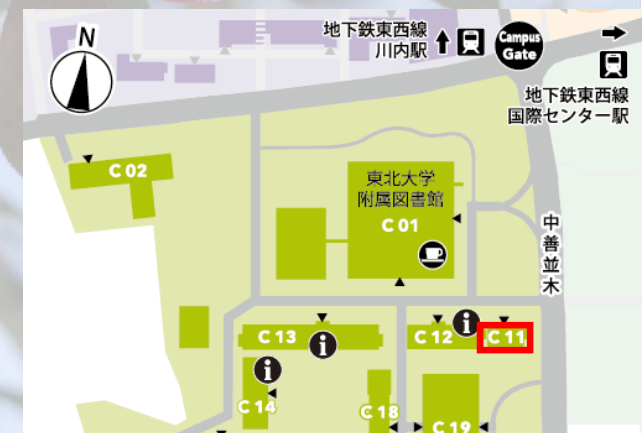 N
地下鉄東西線
川内駅
Campus
Gate
地下鉄東西線
国際センター駅
C 02
東北大学
附属図書館
C 01
中善並木
C 13
C 12
C 11
C 14
C 18
C 19